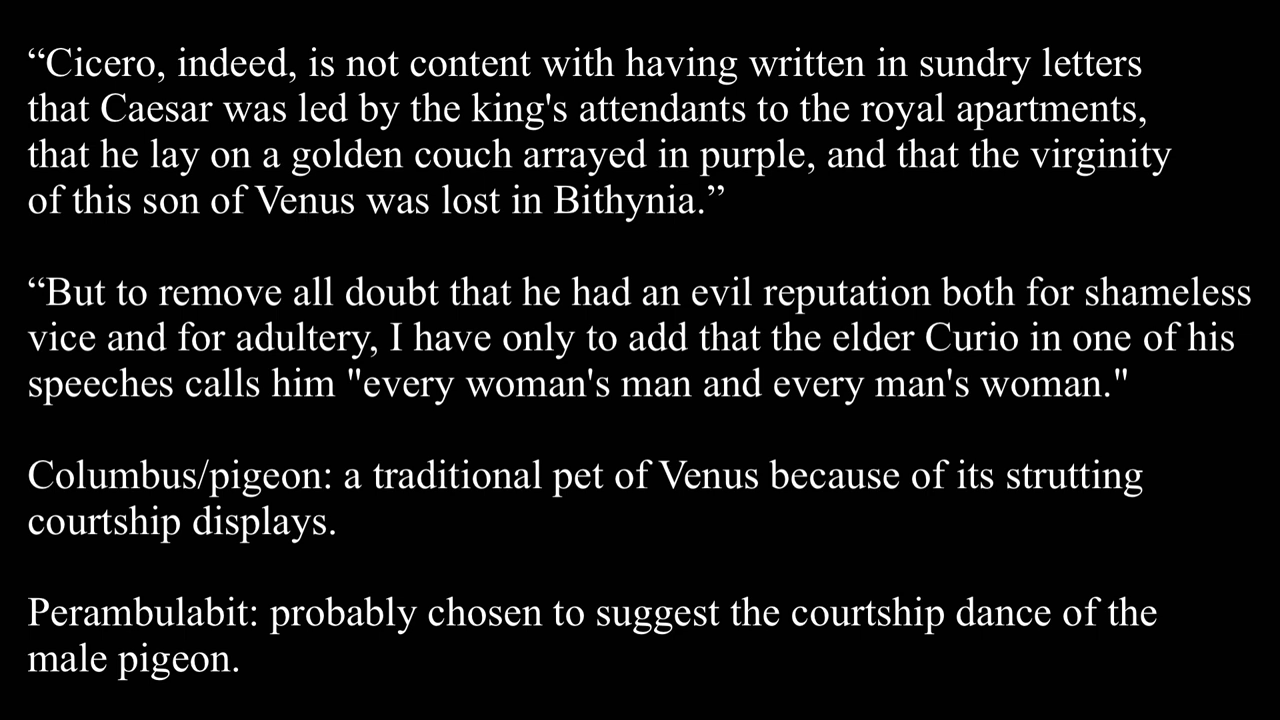 “Cicero, indeed, is not content with having written in sundry letters
that Caesar was led by the king's attendants to the royal apartments,
that he lay on a golden couch arrayed in purple, and that the virginity
of this son of Venus was lost in Bithynia.”
“But to remove all doubt that he had an evil reputation both for shameless
vice and for adultery, I have only to add that the elder Curio in one of his
speeches calls him "every woman's man and every man's woman."
Columbus/pigeon: a traditional pet of Venus because of its strutting
courtship displays.
Perambulabit: probably chosen to suggest the courtship dance of the
male pigeon.